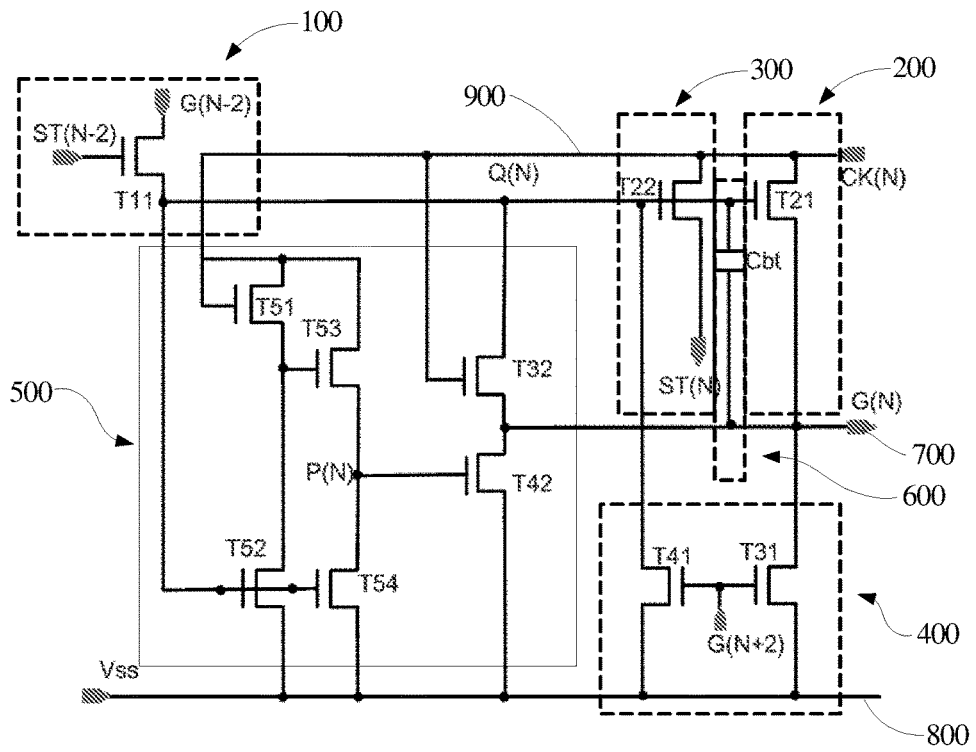 100
300
200
900
G(N-2)
ST(N-2)
Q(N)
T22
CK(N)
T11
T21
Cbt
T51
T53
T32
ST(N)
500
G(N)
700
P(N)
T42
600
T52
T54
T41
T31
G(N+2)
400
Vss
800